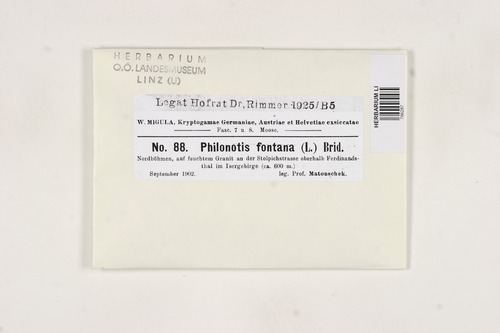 HERBARIUM
O.Ö. LANDESMUSEUM
LINZ (U)
Legat Hofrat Dr, Rimmer 1925/B5
W. MIGULA, Kryptogamae Germaniae, Austriae et Helvetiae exsiccatae
Fasc. 7 u. 8. Moose.
No. 88. Philonotis fontana (L.) Brid.
Nordböhmen, auf feuchtem Granit an der Stolpichstrasse oberhalb Ferdinands-
thal im Isergebirge (ca. 600 m.)
September 1902. leg. Prof. Matouschek.
HERBARIUM LI